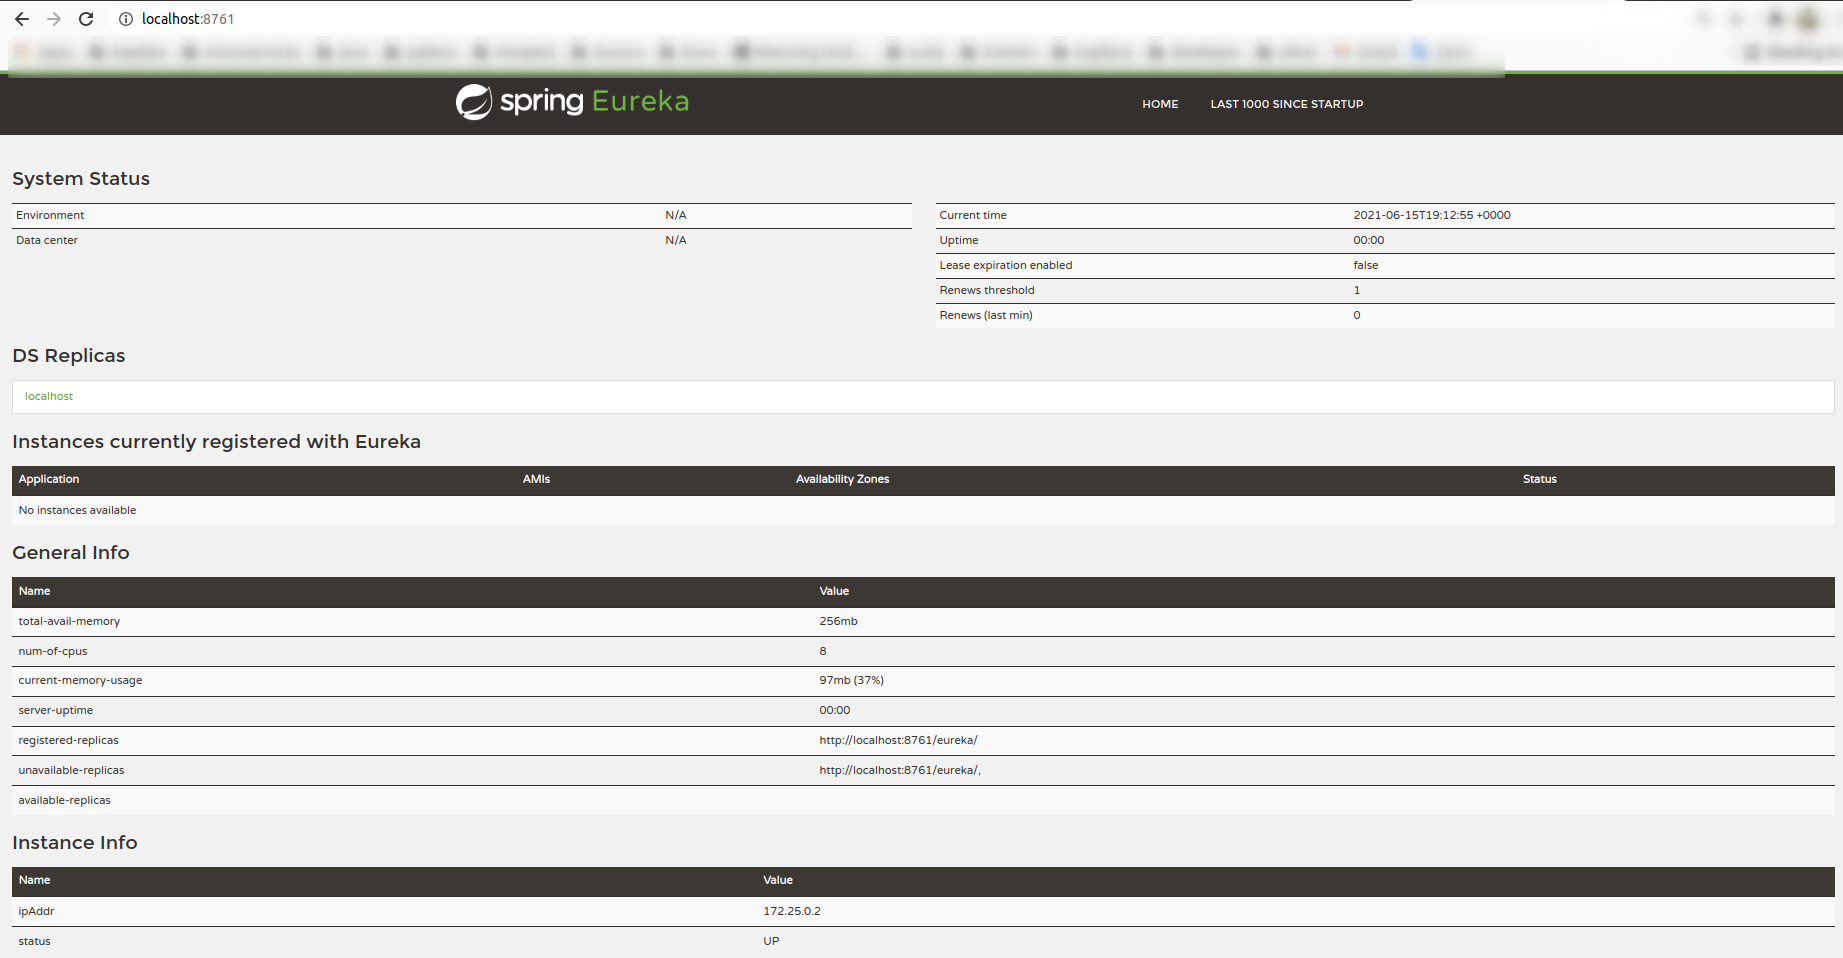 localhost:8761
spring Eureka
HOME LAST 1000 SINCE STARTUP
System Status
Environment N/A
Data center N/A
Current time 2021-06-15T19:12:55 +0000
Uptime 00:00
Lease expiration enabled false
Renews threshold 1
Renews (last min) 0
DS Replicas
localhost
Instances currently registered with Eureka
Application AMIs Availability Zones Status
No instances available
General Info
Name Value
total-avail-memory 256mb
num-of-cpus 8
current-memory-usage 97mb (37%)
server-uptime 00:00
registered-replicas http://localhost:8761/eureka/
unavailable-replicas http://localhost:8761/eureka/,
available-replicas
Instance Info
Name Value
ipAddr 172.25.0.2
status UP